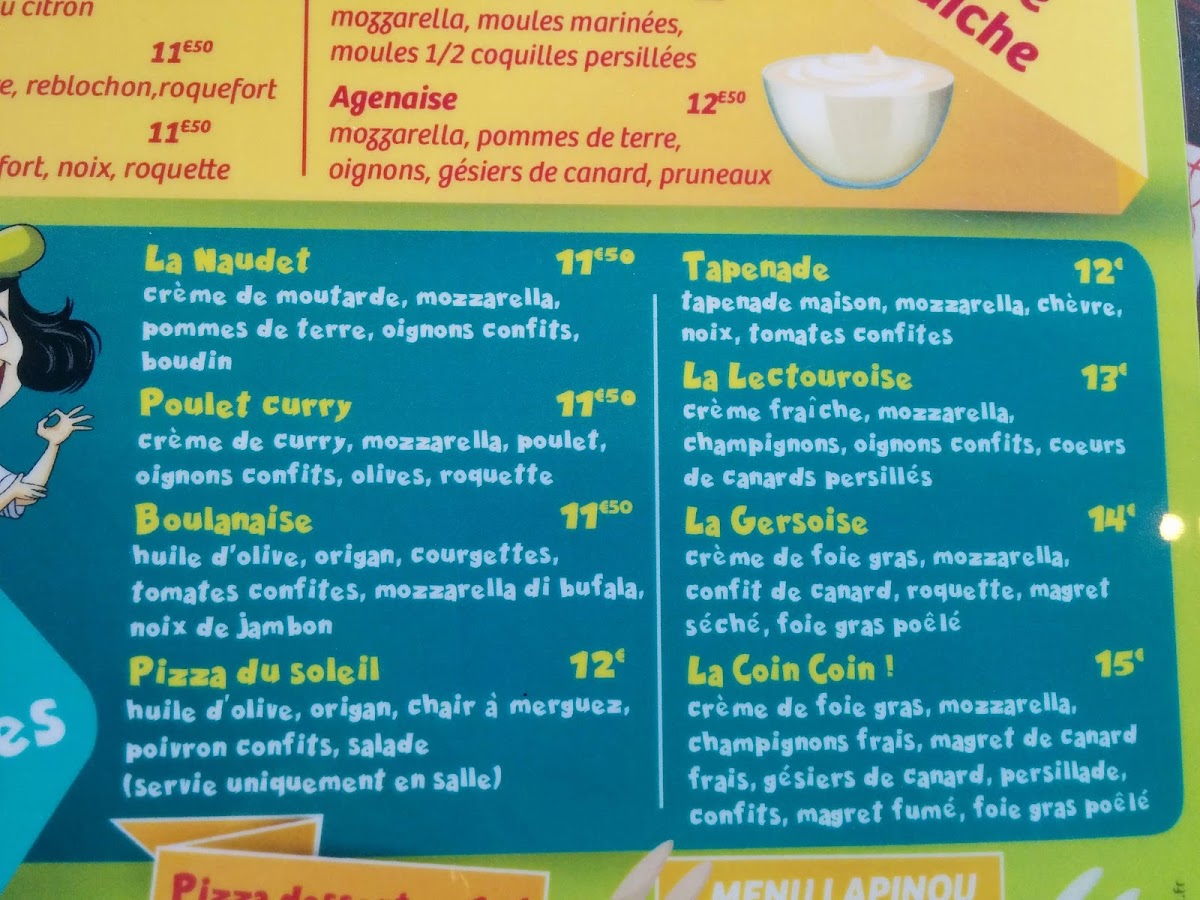 citron
11€50
reblochon,roquefort
11€50
noix, roquette
mozzarella, moules marinées,
moules 1/2 coquilles persillées
Agenaise 12€50
mozzarella, pommes de terre,
oignons, gésiers de canard, pruneaux
La Naudet 11€50
crème de moutarde, mozzarella,
pommes de terre, oignons confits,
boudin
Poulet curry 11€50
crème de curry, mozzarella, poulet,
oignons confits, olives, roquette
Boulanaise 11€50
huile d'olive, origan, courgettes,
tomates confites, mozzarella di bufala,
noix de jambon
Pizza du soleil 12€
huile d'olive, origan, chair à merguez,
poivron confits, salade
(servie uniquement en salle)
Tapenade 12€
tapenade maison, mozzarella, chèvre,
noix, tomates confites
La Lectouroise 13€
crème fraîche, mozzarella,
champignons, oignons confits, coeurs
de canards persillés
La Gersoise 14€
crème de foie gras, mozzarella,
confit de canard, roquette, magret
séché, foie gras poêlé
La Coin Coin ! 15€
crème de foie gras, mozzarella,
champignons frais, magret de canard
frais, gésiers de canard, persillade,
confits, magret fumé, foie gras poêlé
Pizza
MENU LAPINOU